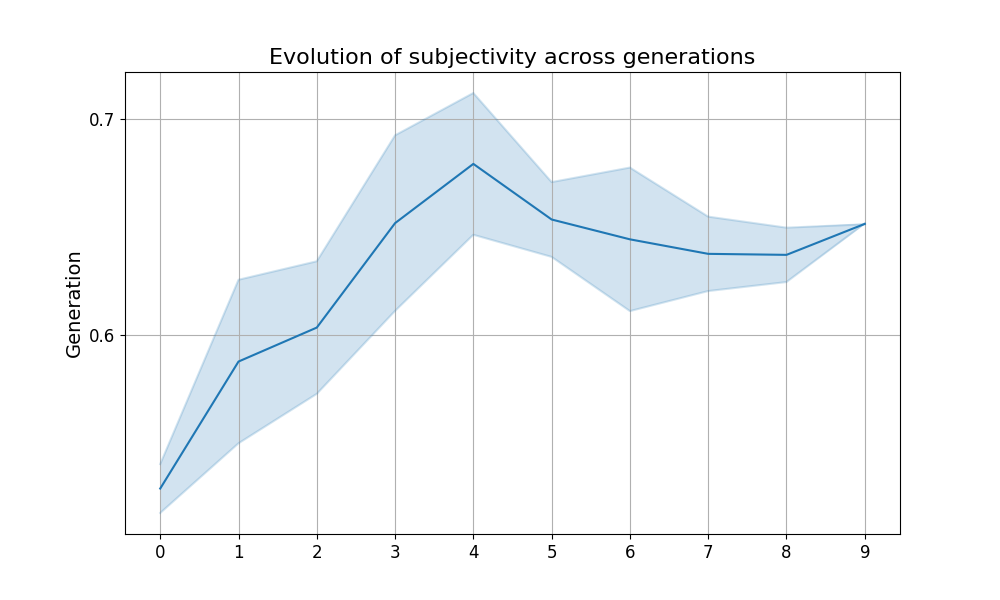 Evolution of subjectivity across generations
Generation
0.7
0.6
0 1 2 3 4 5 6 7 8 9